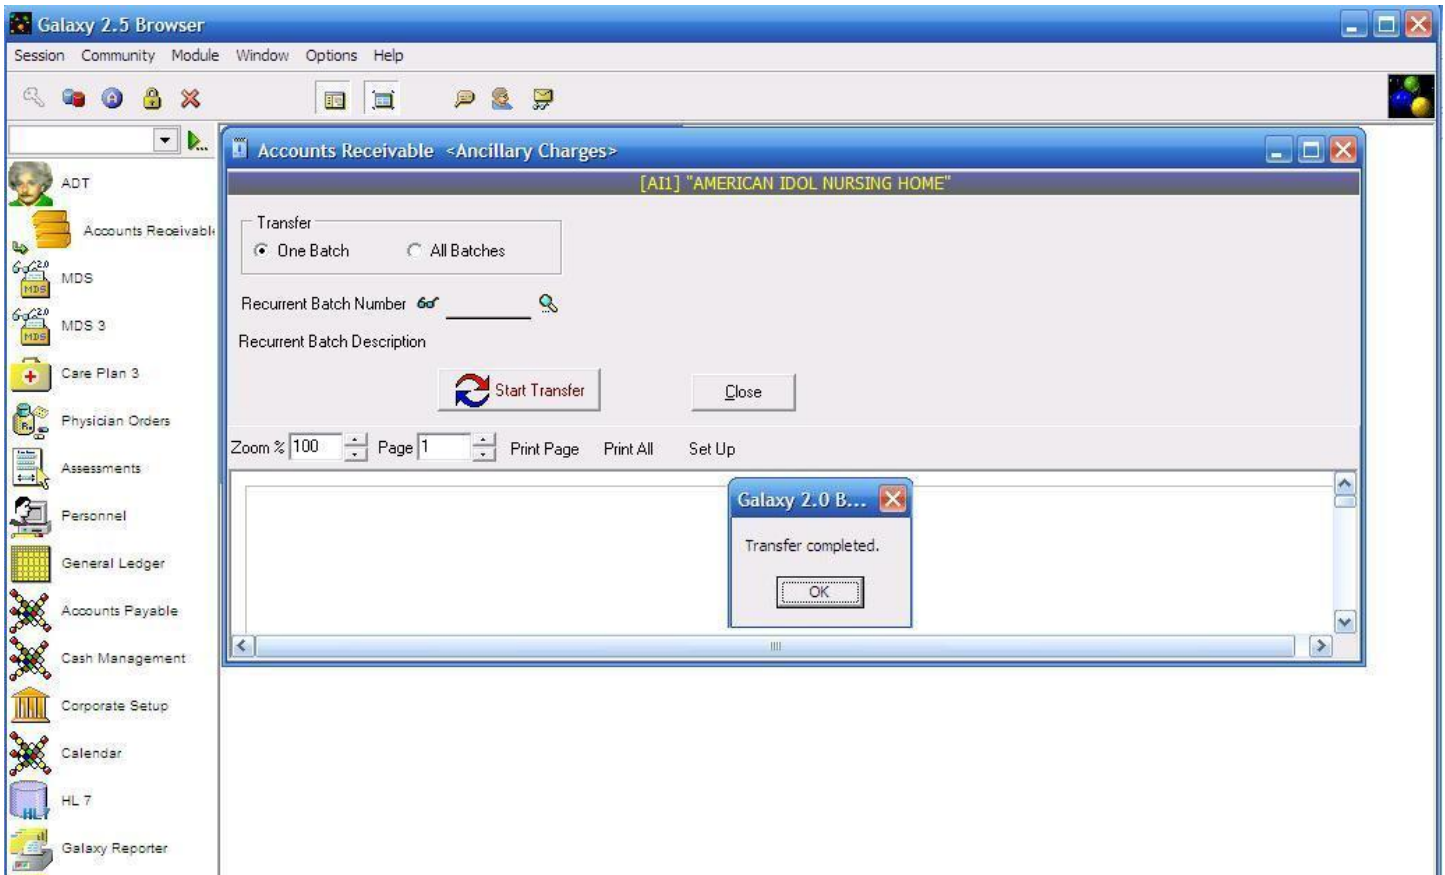 Galaxy 2.5 Browser
Session Community Module Window Options Help
Accounts Receivable <Ancillary Charges>
[AI1] "AMERICAN IDOL NURSING HOME"
ADT
Accounts Receivabl
MDS
MDS 3
Care Plan 3
Physician Orders
Assessments
Personnel
General Ledger
Accounts Payable
Cash Management
Corporate Setup
Calendar
HL 7
Galaxy Reporter
Transfer
One Batch All Batches
Recurrent Batch Number
Recurrent Batch Description
Start Transfer Close
Zoom % 100 Page 1 Print Page Print All Set Up
Galaxy 2.0 B...
Transfer completed.
OK